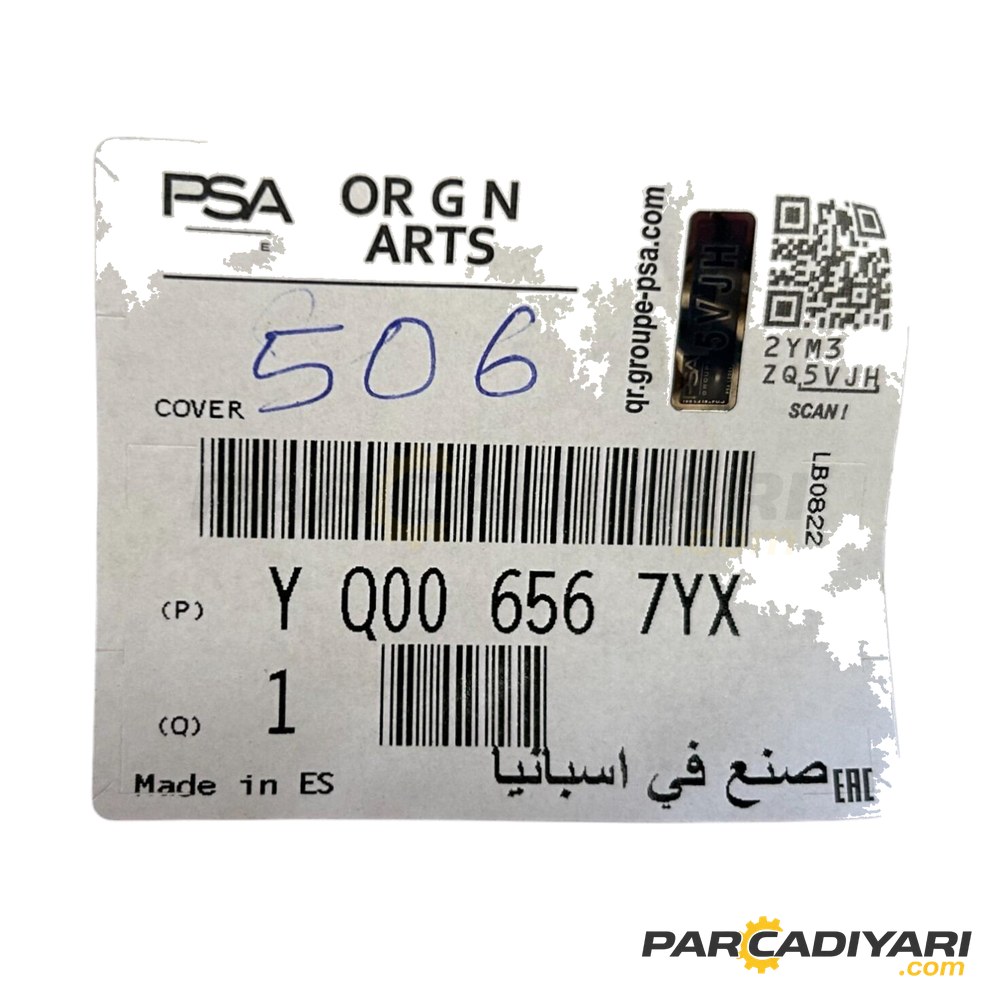 PSA
E
OR G N
ARTS
506
COVER
qr.groupe-psa.com
5VJH
2YM3
ZQ5VJH
SCAN!
LB0822
(P) Y Q00 656 7YX
(Q) 1
Made in ES
صنع في اسبانيا
EAC
PARCADIYARI
.com